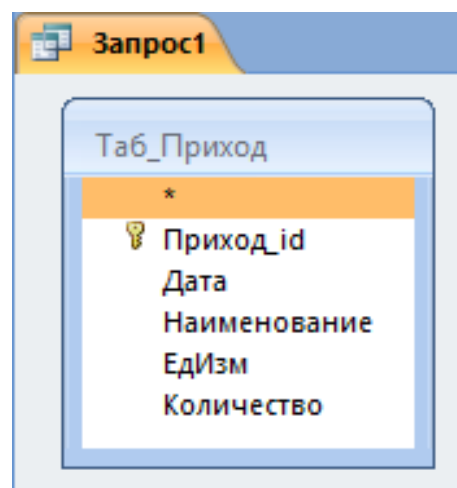 Запрос1
Таб_Приход
*
Приход_id
Дата
Наименование
ЕдИзм
Количество